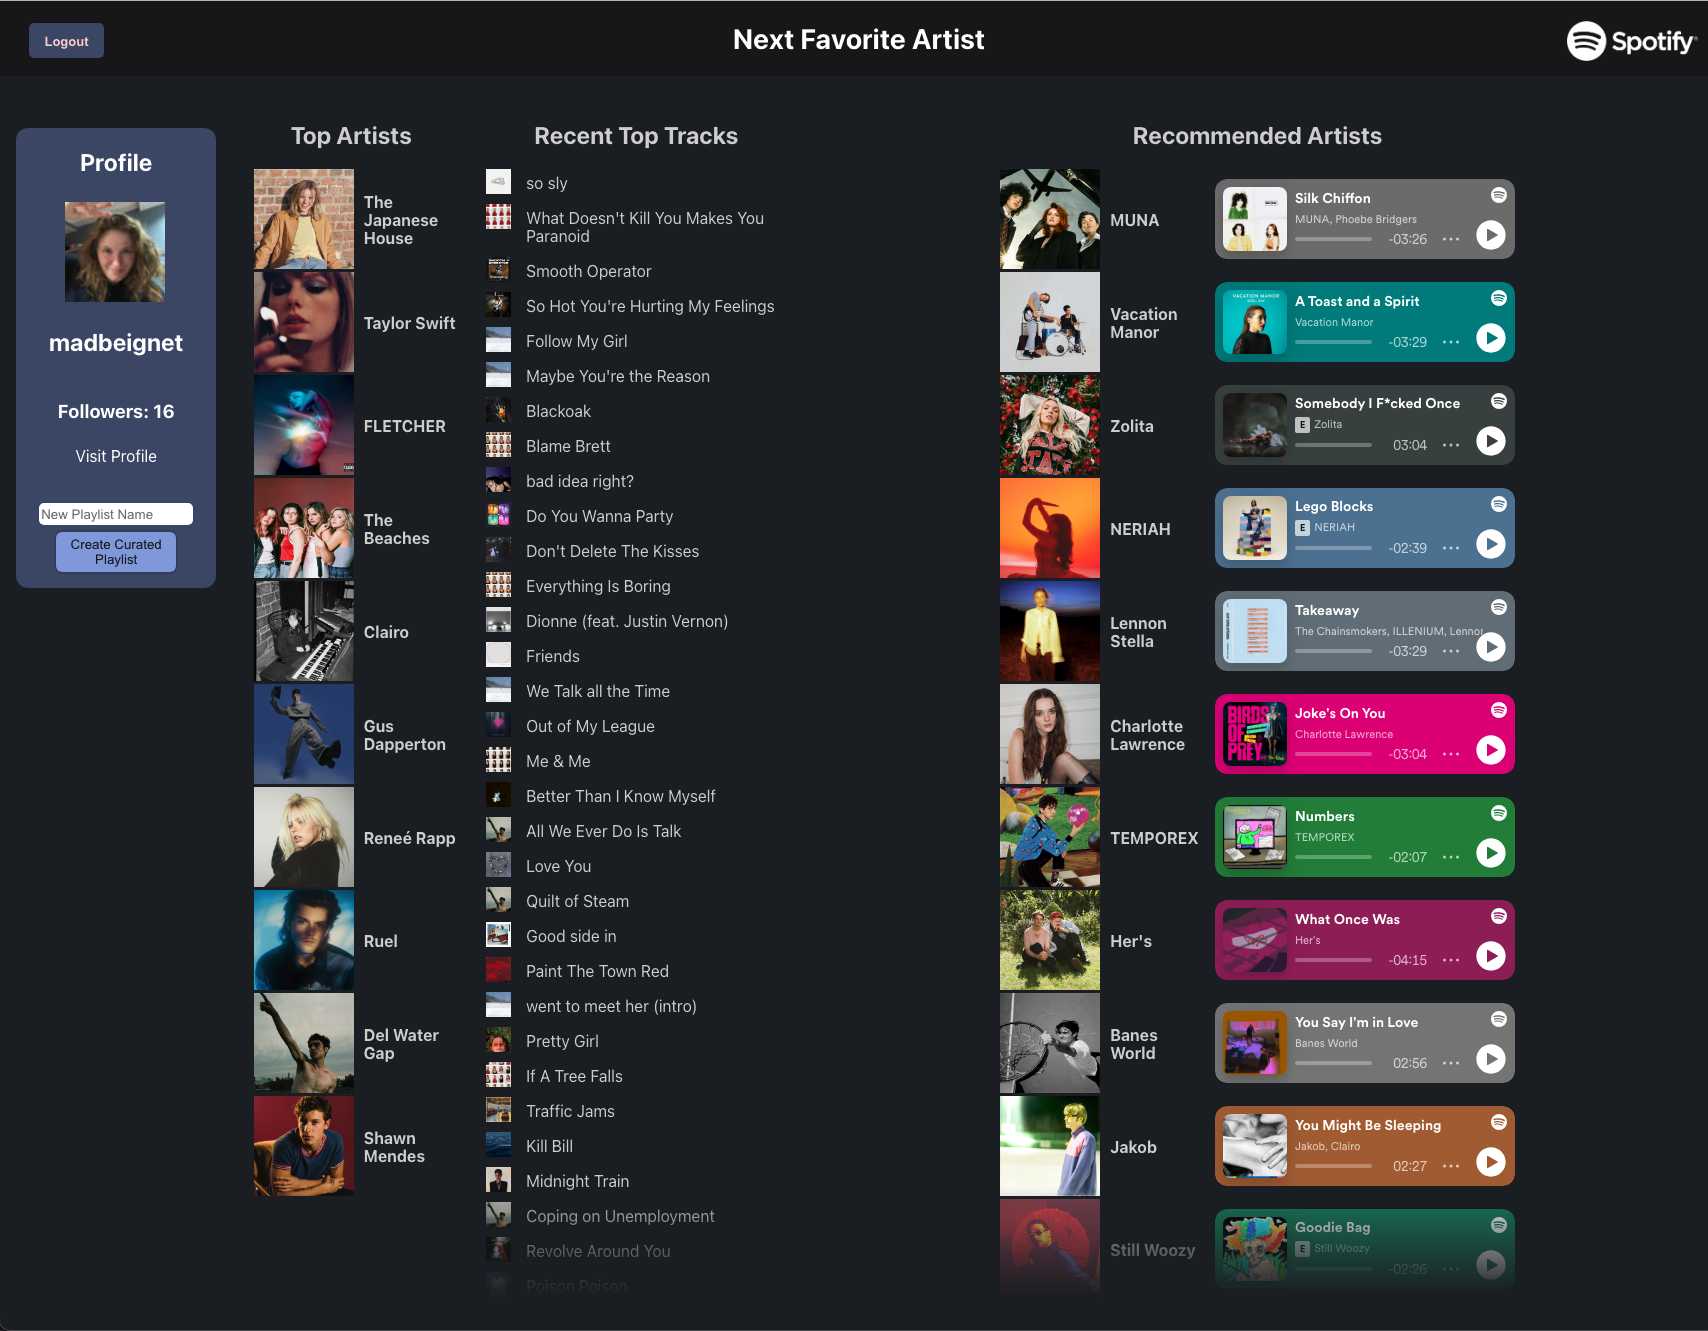 Logout
Next Favorite Artist
Spotify
Profile
madbeignet
Followers: 16
Visit Profile
New Playlist Name
Create Curated
Playlist
Top Artists
The
Japanese
House
Taylor Swift
FLETCHER
The
Beaches
Clairo
Gus
Dapperton
Reneé Rapp
Ruel
Del Water
Gap
Shawn
Mendes
Recent Top Tracks
so sly
What Doesn't Kill You Makes You
Paranoid
Smooth Operator
So Hot You're Hurting My Feelings
Follow My Girl
Maybe You're the Reason
Blackoak
Blame Brett
bad idea right?
Do You Wanna Party
Don't Delete The Kisses
Everything Is Boring
Dionne (feat. Justin Vernon)
Friends
We Talk all the Time
Out of My League
Me & Me
Better Than I Know Myself
All We Ever Do Is Talk
Love You
Quilt of Steam
Good side in
Paint The Town Red
went to meet her (intro)
Pretty Girl
If A Tree Falls
Traffic Jams
Kill Bill
Midnight Train
Coping on Unemployment
Revolve Around You
Poison Poison
Recommended Artists
MUNA
Silk Chiffon
MUNA, Phoebe Bridgers
-03:26
Vacation
Manor
VACATION MANOR
A Toast and a Spirit
Vacation Manor
-03:29
Zolita
Somebody I F*cked Once
E Zolita
03:04
NERIAH
Lego Blocks
E NERIAH
-02:39
Lennon
Stella
Takeaway
The Chainsmokers, ILLENIUM, Lennor
-03:29
Charlotte
Lawrence
BIRDS
OF
PREY
Joke's On You
Charlotte Lawrence
-03:04
TEMPOREX
Numbers
TEMPOREX
-02:07
Her's
What Once Was
Her's
-04:15
Banes
World
You Say I'm in Love
Banes World
02:56
Jakob
You Might Be Sleeping
Jakob, Clairo
02:27
Still Woozy
Goodie Bag
E Still Woozy
-02:26